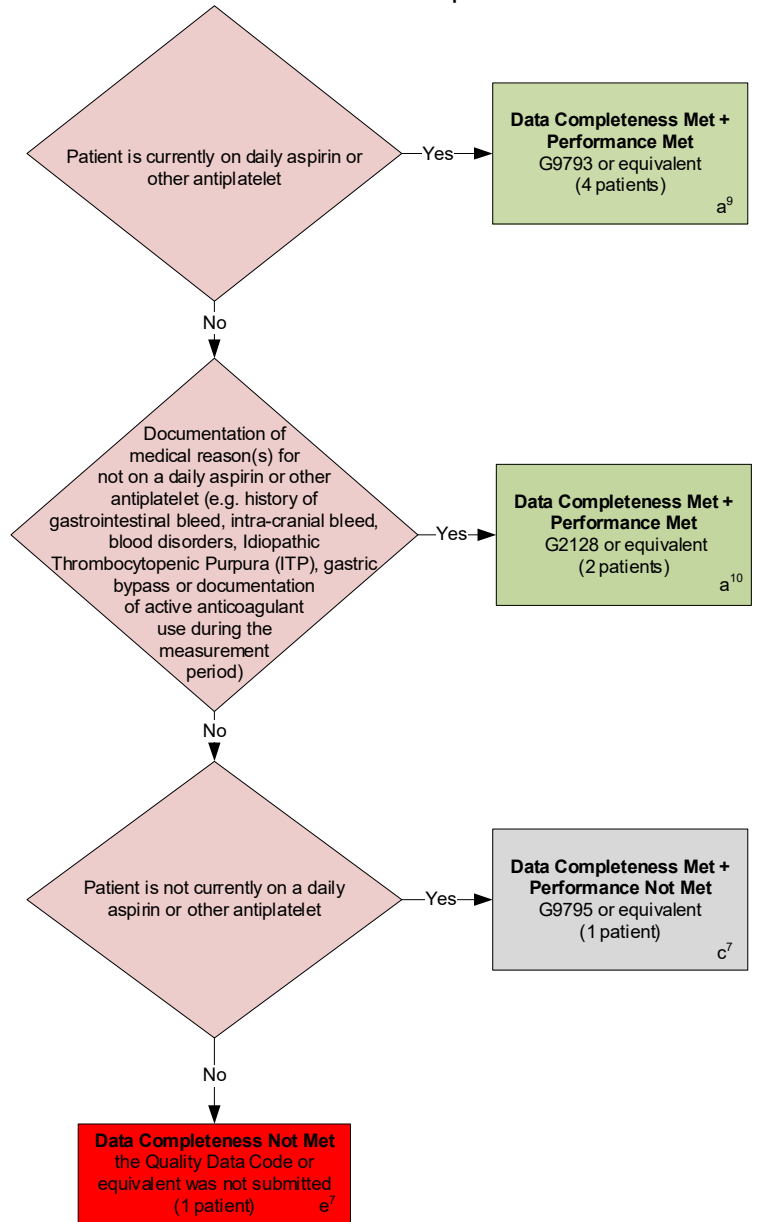 Patient is currently on daily aspirin or
other antiplatelet
Yes
Data Completeness Met +
Performance Met
G9793 or equivalent
(4 patients)
a⁹
No
Documentation of
medical reason(s) for
not on a daily aspirin or other
antiplatelet (e.g. history of
gastrointestinal bleed, intra-cranial bleed,
blood disorders, Idiopathic
Thrombocytopenic Purpura (ITP), gastric
bypass or documentation
of active anticoagulant
use during the
measurement
period)
Yes
Data Completeness Met +
Performance Met
G2128 or equivalent
(2 patients)
a¹⁰
No
Patient is not currently on a daily
aspirin or other antiplatelet
Yes
Data Completeness Met +
Performance Not Met
G9795 or equivalent
(1 patient)
c⁷
No
Data Completeness Not Met
the Quality Data Code or
equivalent was not submitted
(1 patient) e⁷